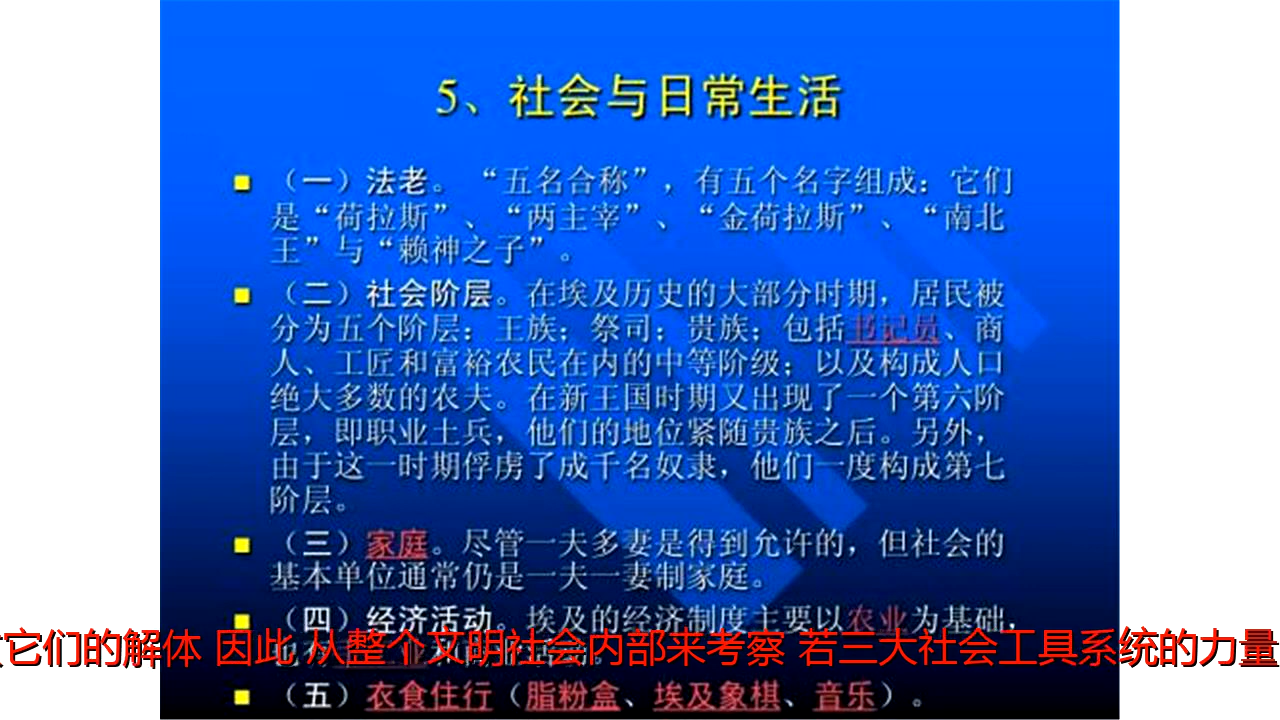 5、社会与日常生活
■ （一）法老。 “五名合称”，有五个名字组成：它们
是“荷拉斯”、“两主宰”、“金荷拉斯”、“南北
王”与“赖神之子”。
■ （二）社会阶层。在埃及历史的大部分时期，居民被
分为五个阶层：王族；祭司；贵族；包括书记员、商
人、工匠和富裕农民在内的中等阶级；以及构成人口
绝大多数的农夫。在新王国时期又出现了一个第六阶
层，即职业士兵，他们的地位紧随贵族之后。另外，
由于这一时期俘虏了成千名奴隶，他们一度构成第七
阶层。
■ （三）家庭。尽管一夫多妻是得到允许的，但社会的
基本单位通常仍是一夫一妻制家庭。
■ （四）经济活动。埃及的经济制度主要以农业为基础，
它们的解体 因此 从整个文明社会内部来考察 若三大社会工具系统的力量
■ （五）衣食住行（脂粉盒、埃及象棋、音乐）。